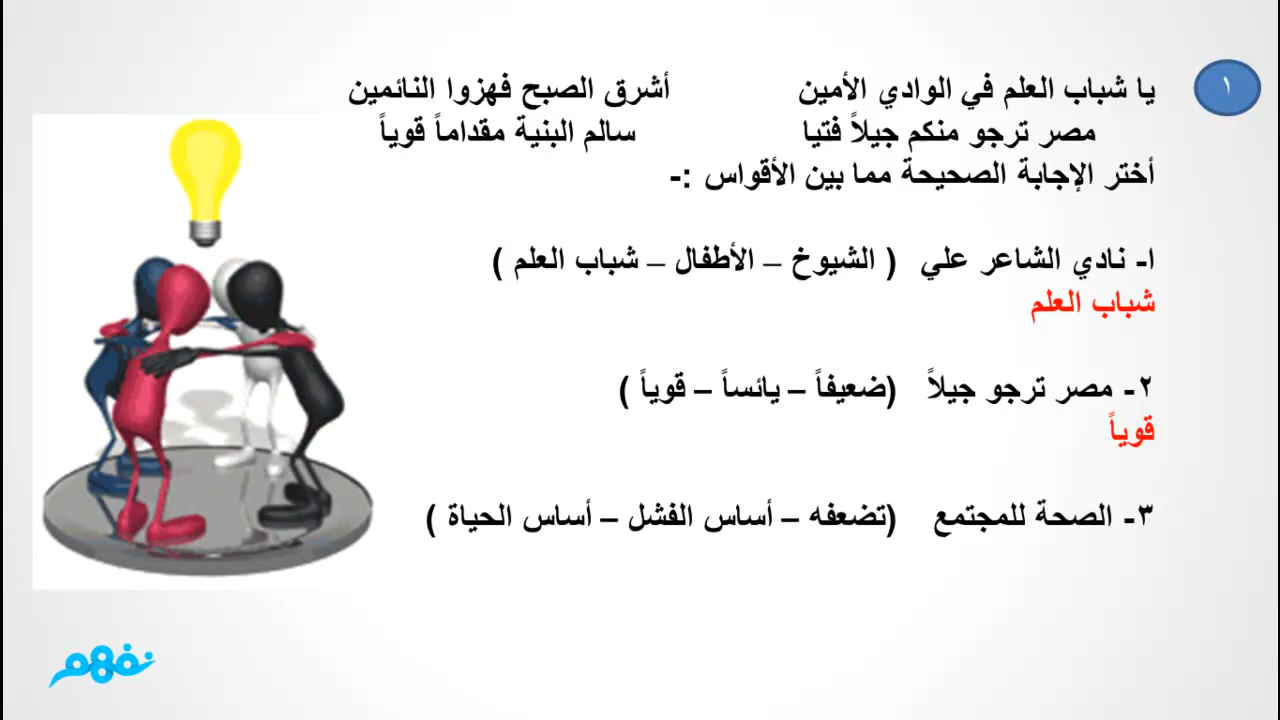 ١
يا شباب العلم في الوادي الأمين أشرق الصبح فهزوا النائمين
مصر ترجو منكم جيلاً فتيا سالم البنية مقداماً قوياً
أختر الإجابة الصحيحة مما بين الأقواس :-
١- نادي الشاعر علي ( الشيوخ – الأطفال – شباب العلم )
شباب العلم
٢- مصر ترجو جيلاً (ضعيفاً – يائساً – قوياً )
قوياً
٣- الصحة للمجتمع (تضعفه – أساس الفشل – أساس الحياة )
نفهم